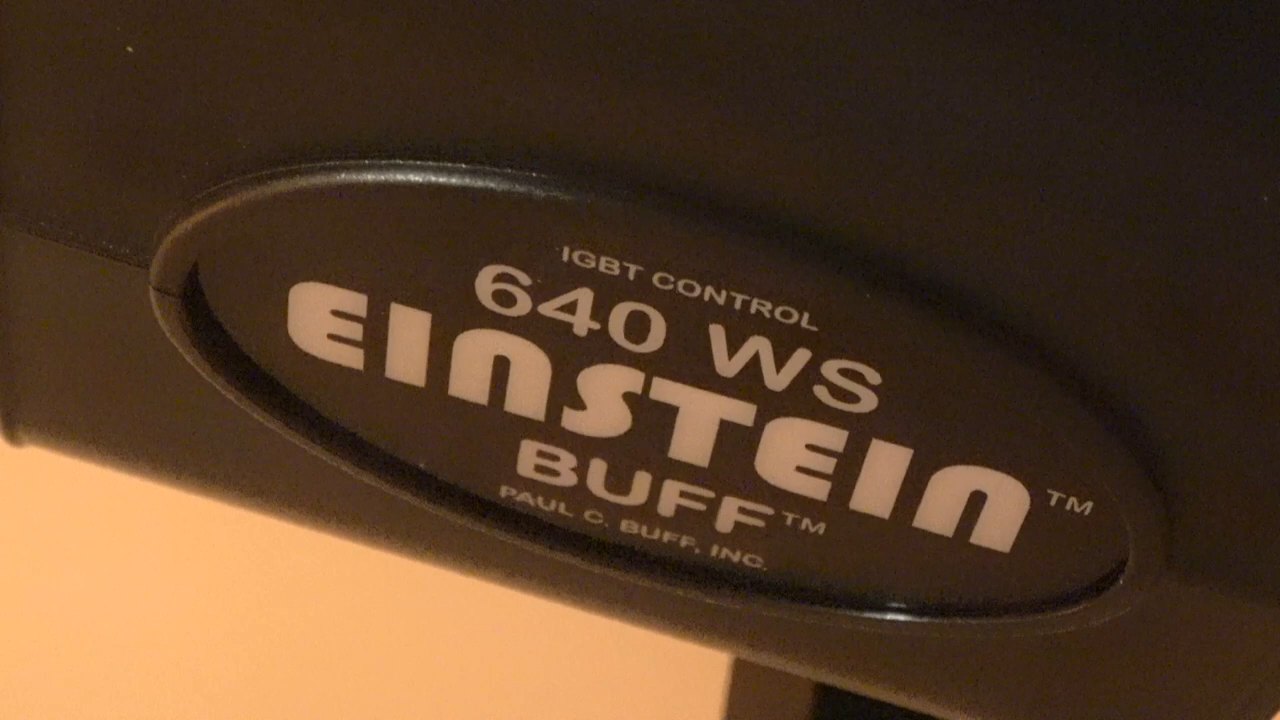 IGBT CONTROL
640 WS
EINSTEIN™
BUFF™
PAUL C. BUFF, INC.